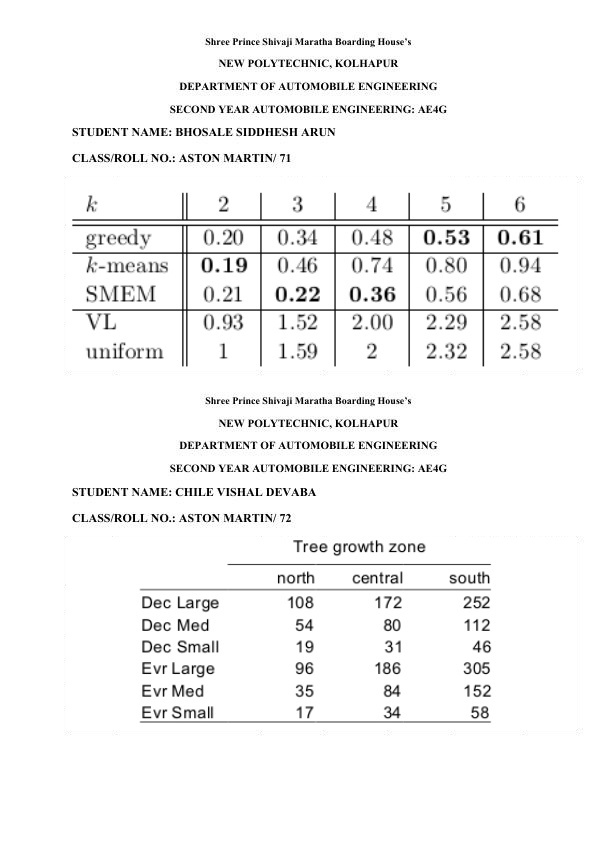 Shree Prince Shivaji Maratha Boarding House's
NEW POLYTECHNIC, KOLHAPUR
DEPARTMENT OF AUTOMOBILE ENGINEERING
SECOND YEAR AUTOMOBILE ENGINEERING: AE4G
STUDENT NAME: BHOSALE SIDDHESH ARUN
CLASS/ROLL NO.: ASTON MARTIN/ 71
k 2 3 4 5 6
greedy 0.20 0.34 0.48 0.53 0.61
k-means 0.19 0.46 0.74 0.80 0.94
SMEM 0.21 0.22 0.36 0.56 0.68
VL 0.93 1.52 2.00 2.29 2.58
uniform 1 1.59 2 2.32 2.58
Shree Prince Shivaji Maratha Boarding House's
NEW POLYTECHNIC, KOLHAPUR
DEPARTMENT OF AUTOMOBILE ENGINEERING
SECOND YEAR AUTOMOBILE ENGINEERING: AE4G
STUDENT NAME: CHILE VISHAL DEVABA
CLASS/ROLL NO.: ASTON MARTIN/ 72
Tree growth zone
north central south
Dec Large 108 172 252
Dec Med 54 80 112
Dec Small 19 31 46
Evr Large 96 186 305
Evr Med 35 84 152
Evr Small 17 34 58